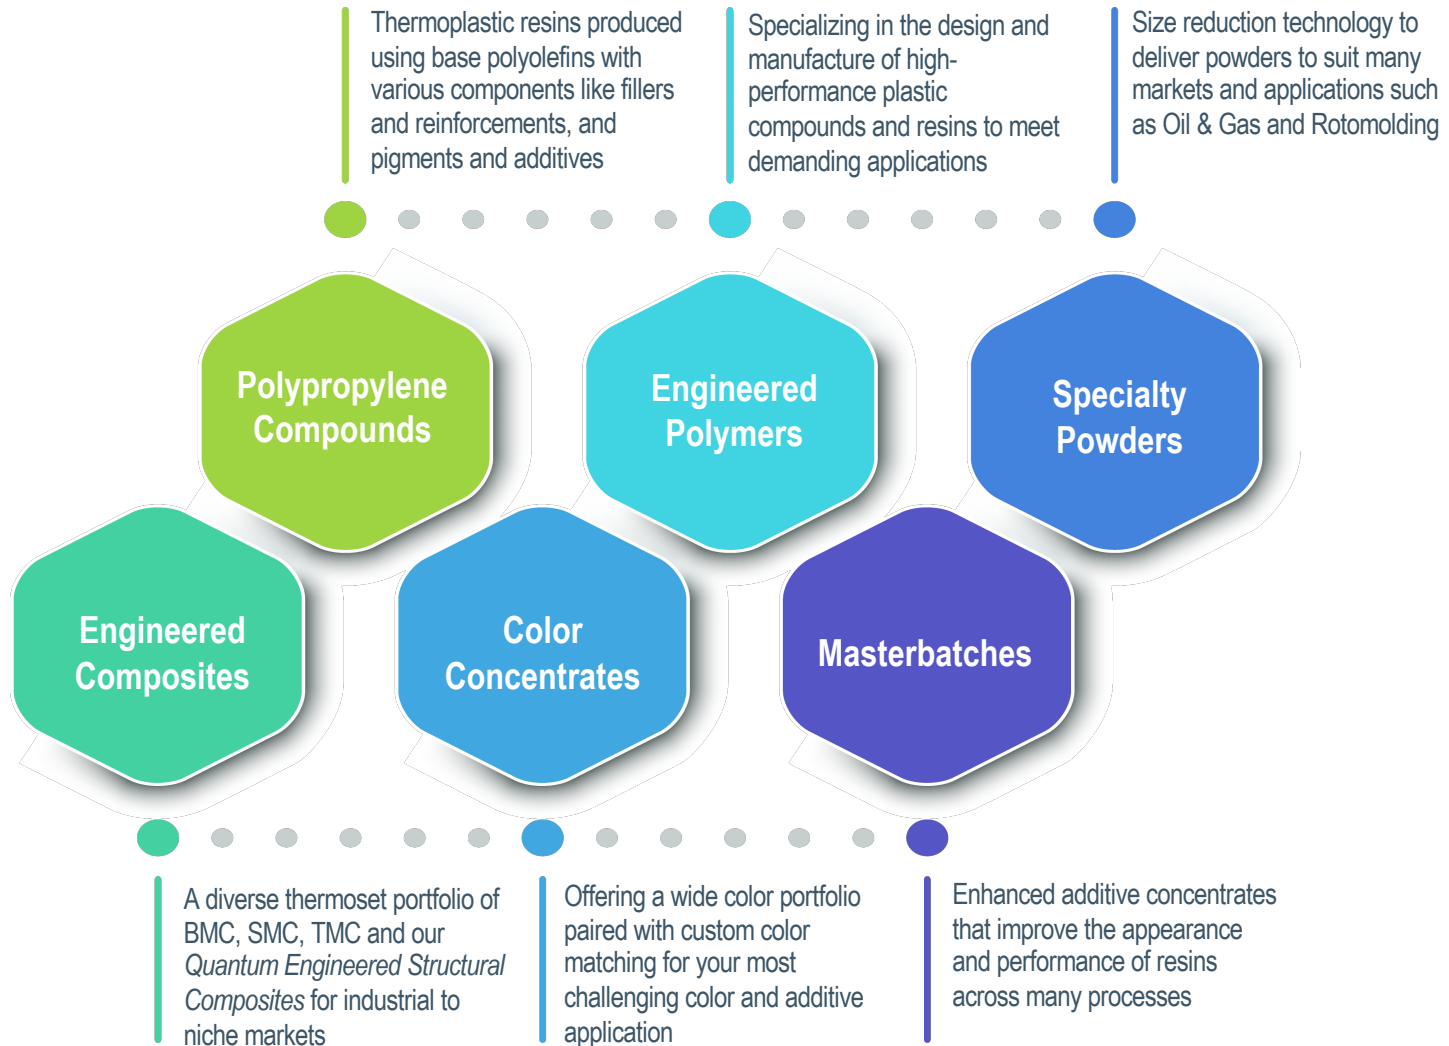 Thermoplastic resins produced
using base polyolefins with
various components like fillers
and reinforcements, and
pigments and additives
Specializing in the design and
manufacture of high-
performance plastic
compounds and resins to meet
demanding applications
Size reduction technology to
deliver powders to suit many
markets and applications such
as Oil & Gas and Rotomolding
Polypropylene
Compounds
Engineered
Polymers
Specialty
Powders
Engineered
Composites
Color
Concentrates
Masterbatches
A diverse thermoset portfolio of
BMC, SMC, TMC and our
Quantum Engineered Structural
Composites for industrial to
niche markets
Offering a wide color portfolio
paired with custom color
matching for your most
challenging color and additive
application
Enhanced additive concentrates
that improve the appearance
and performance of resins
across many processes